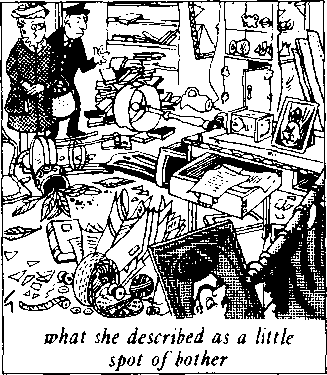 what she described as a little
spot of bother